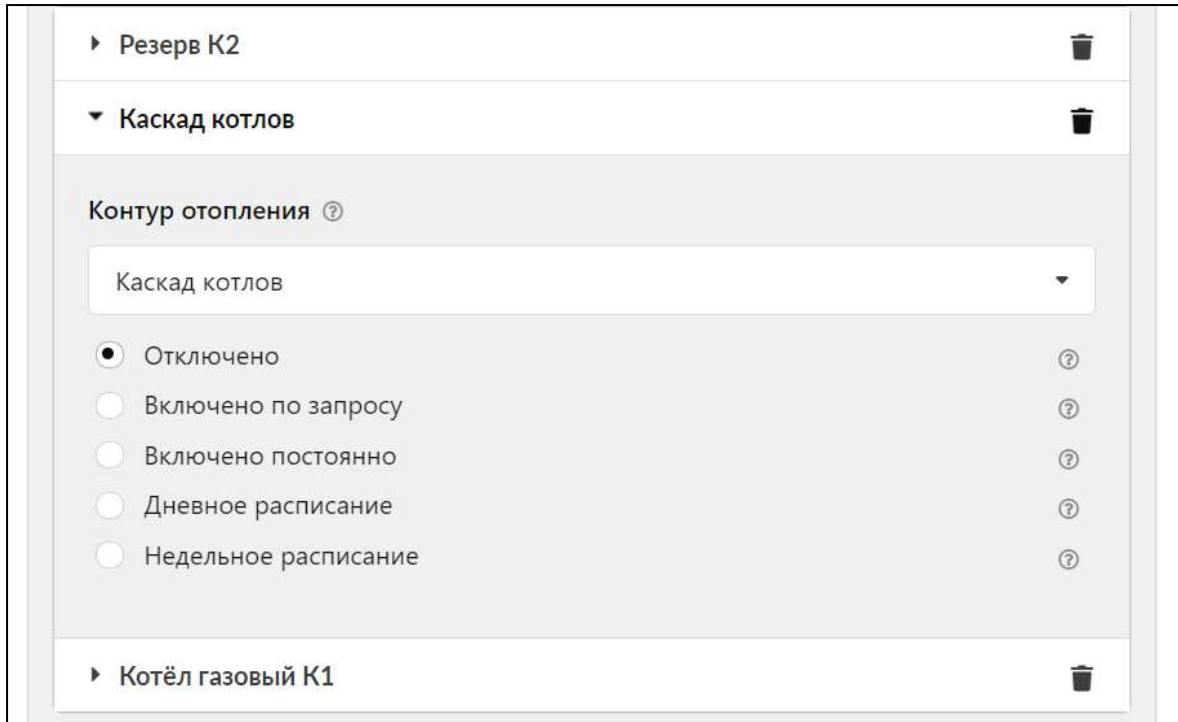 Резерв К2
Каскад котлов
Контур отопления
Каскад котлов
Отключено
Включено по запросу
Включено постоянно
Дневное расписание
Недельное расписание
Котёл газовый К1